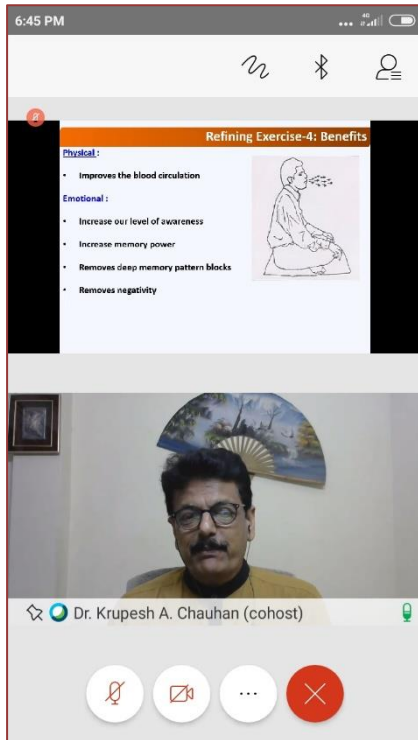 6:45 PM
4G
Refining Exercise-4: Benefits
Physical :
• Improves the blood circulation
Emotional :
• Increase our level of awareness
• Increase memory power
• Removes deep memory pattern blocks
• Removes negativity
Dr. Krupesh A. Chauhan (cohost)